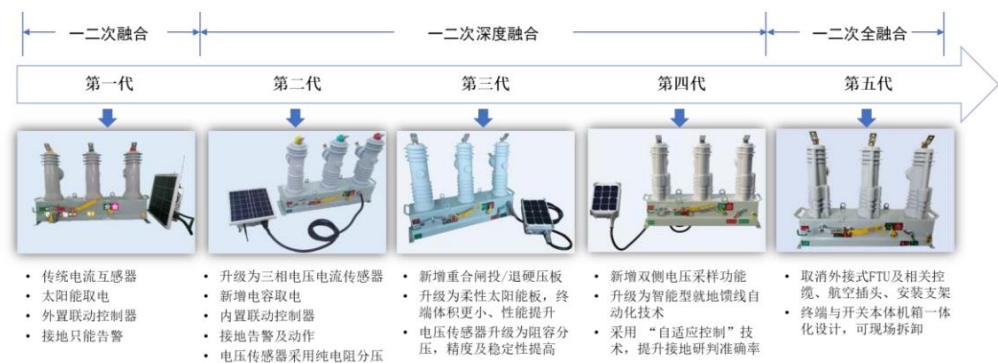 一二次融合
一二次深度融合
一二次全融合
第一代
第二代
第三代
第四代
第五代
• 传统电流互感器
• 太阳能取电
• 外置联动控制器
• 接地只能告警
• 升级为三相电压电流传感器
• 新增电容取电
• 内置联动控制器
• 接地告警及动作
• 电压传感器采用纯电阻分压
• 新增重合闸投/退硬压板
• 升级为柔性太阳能板，终
端体积更小、性能提升
• 电压传感器升级为阻容分
压，精度及稳定性提高
• 新增双侧电压采样功能
• 升级为智能型就地馈线自
动化技术
• 采用 “自适应控制”技
术，提升接地研判准确率
• 取消外接式FTU及相关控
缆、航空插头、安装支架
• 终端与开关本体机箱一体
化设计，可现场拆卸